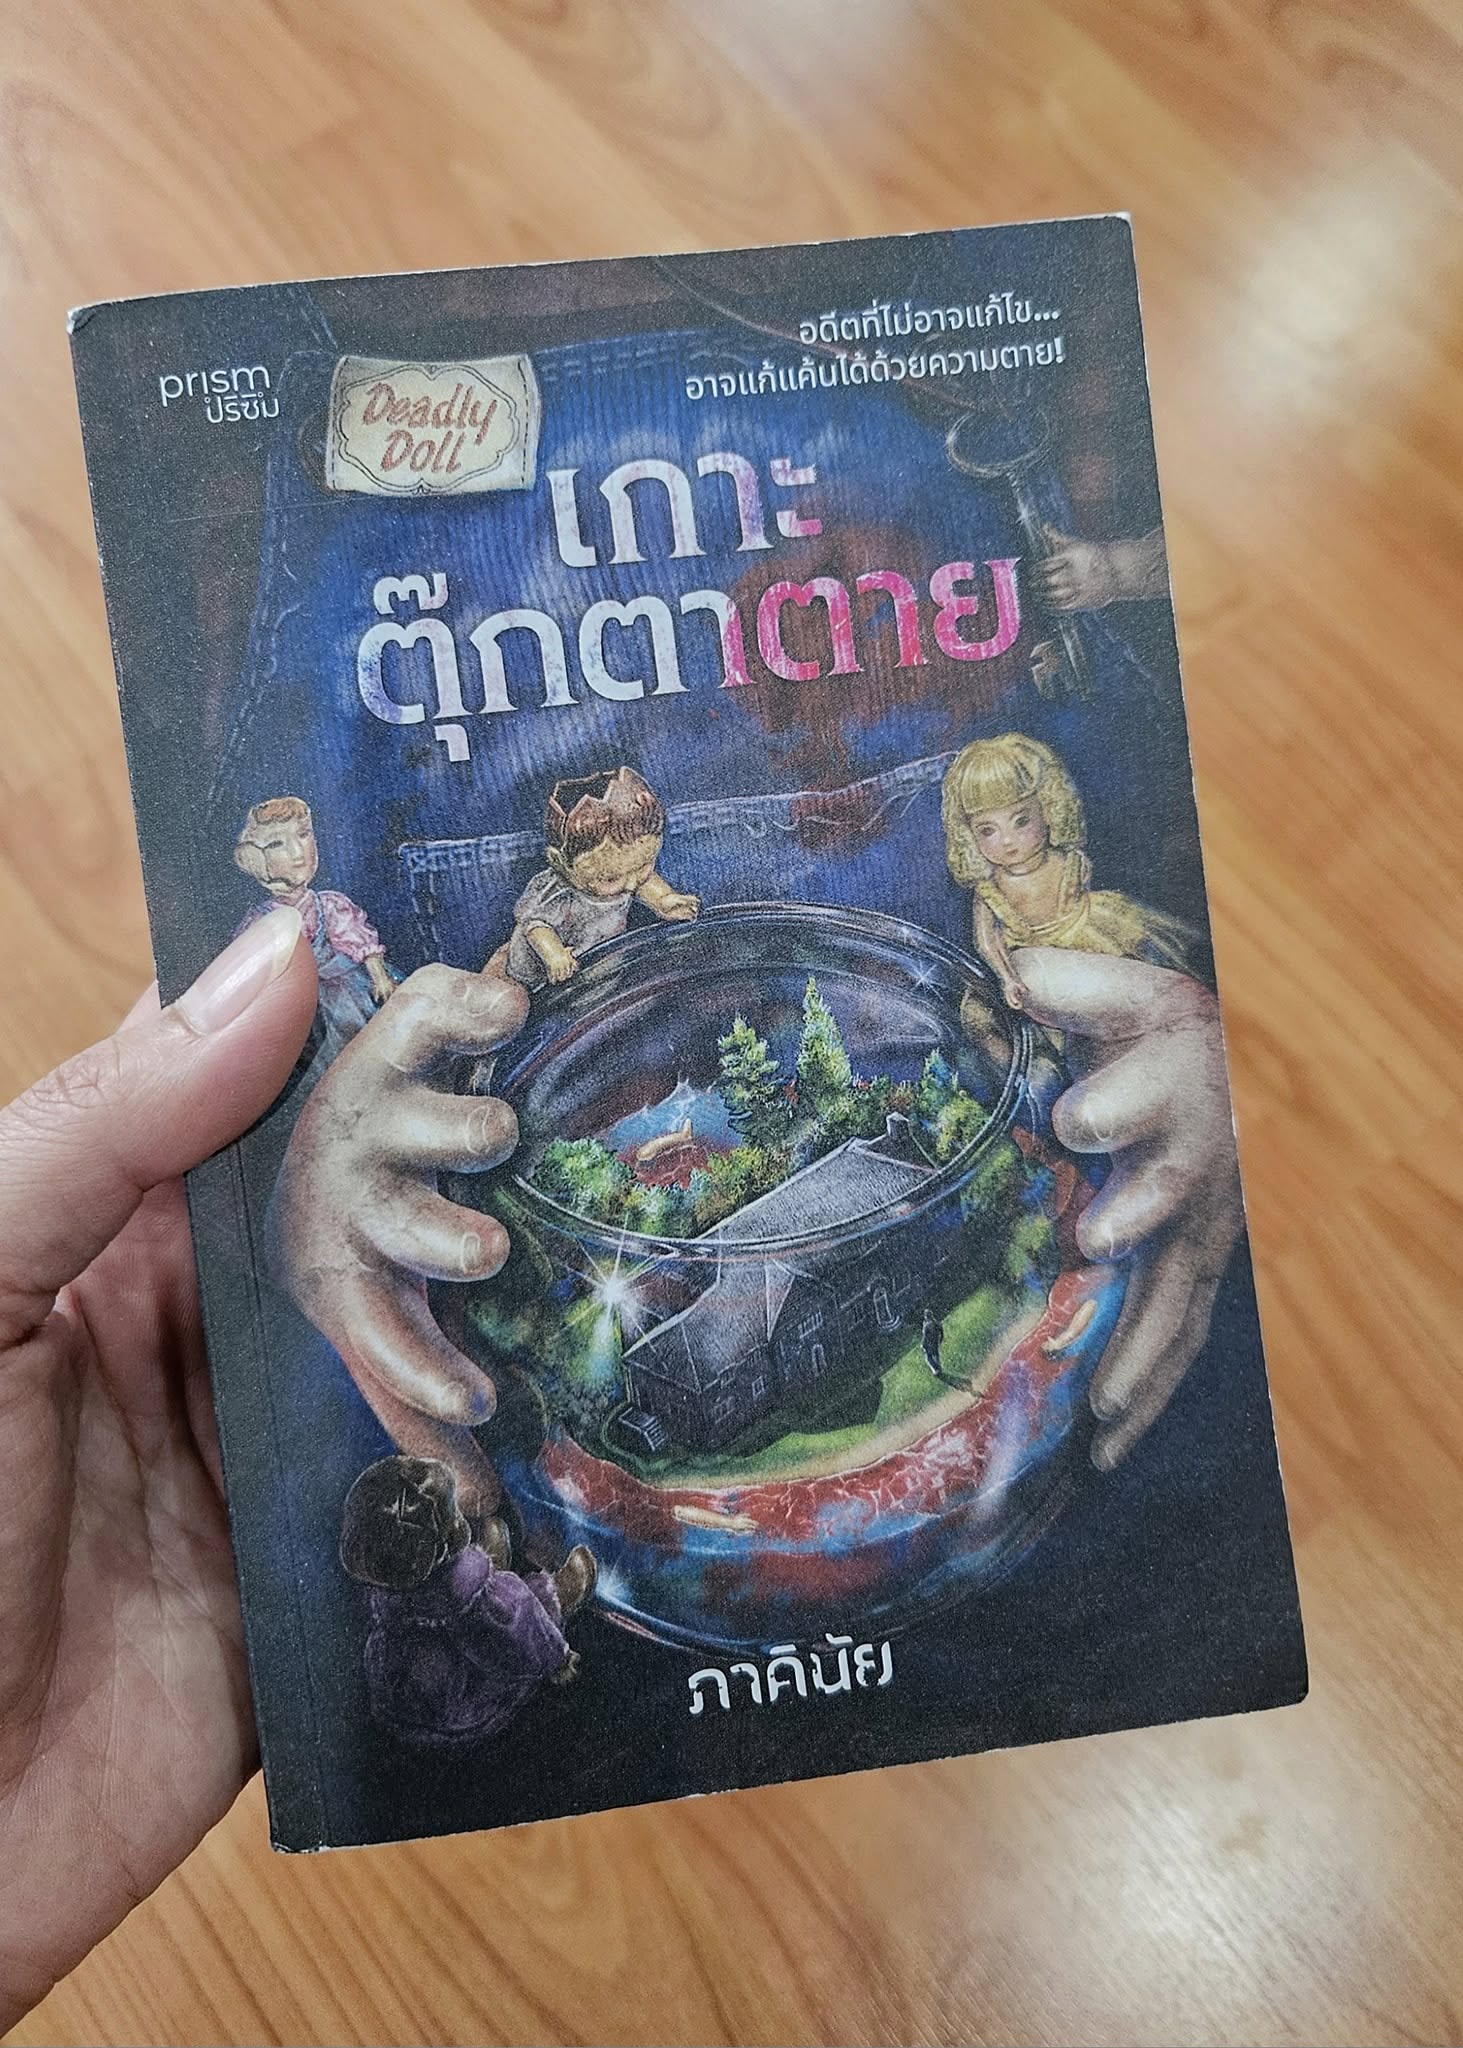 prism
ปริซึม
Deadly
Doll
อดีตที่ไม่อาจแก้ไข...
อาจแก้แค้นได้ด้วยความตาย!
เกาะ
ตุ๊กตาตาย
ภาคินัย